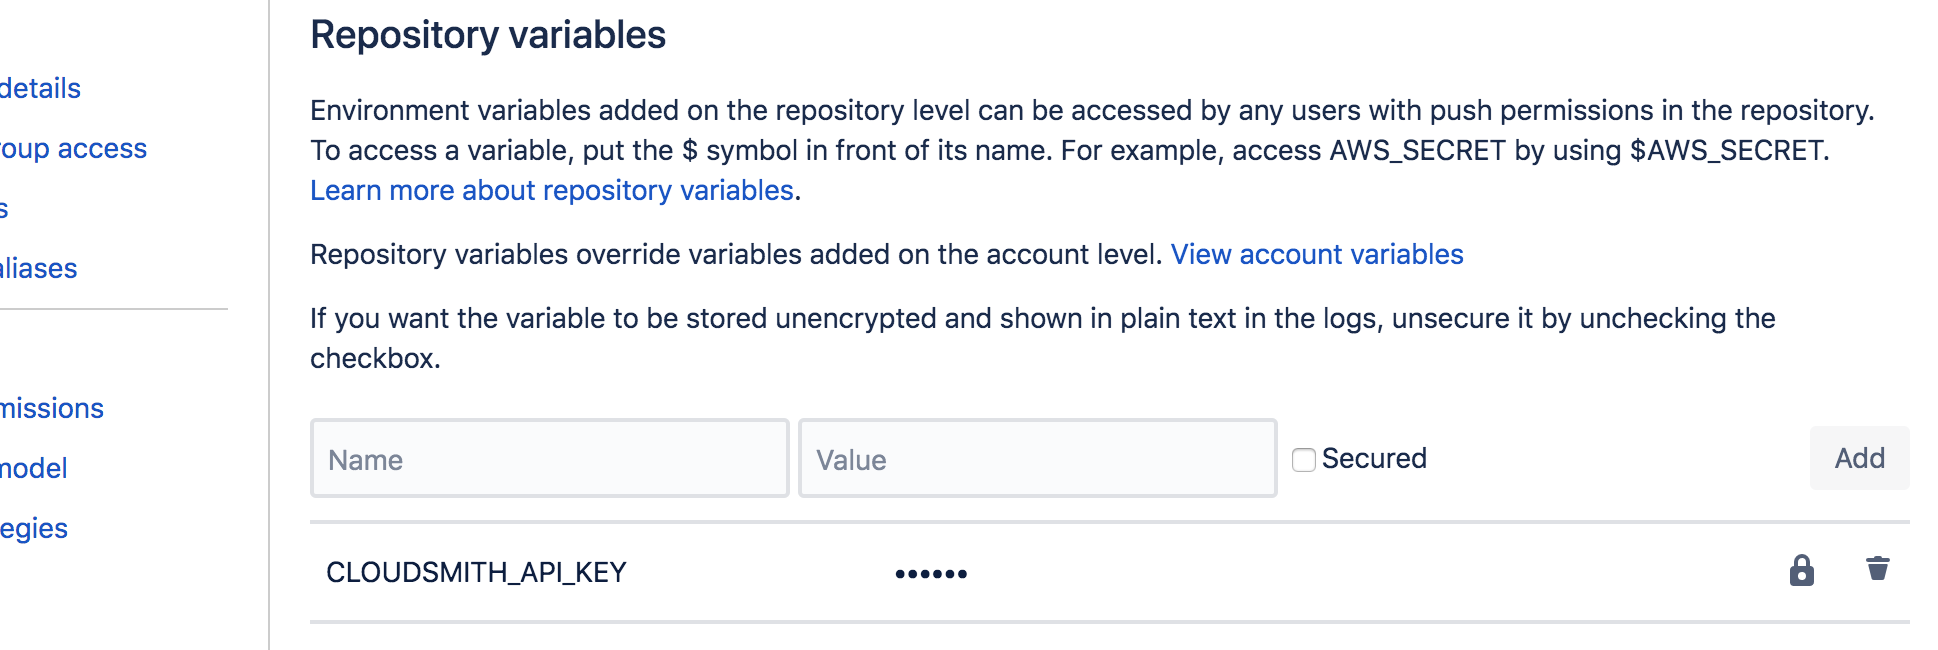 Repository variables
details
Environment variables added on the repository level can be accessed by any users with push permissions in the repository.
roup access
To access a variable, put the $ symbol in front of its name. For example, access AWS_SECRET by using $AWS_SECRET.
Learn more about repository variables.
s
Repository variables override variables added on the account level. View account variables
aliases
If you want the variable to be stored unencrypted and shown in plain text in the logs, unsecure it by unchecking the
checkbox.
missions
Name
Value
Secured
Add
model
egies
CLOUDSMITH_API_KEY
••••••